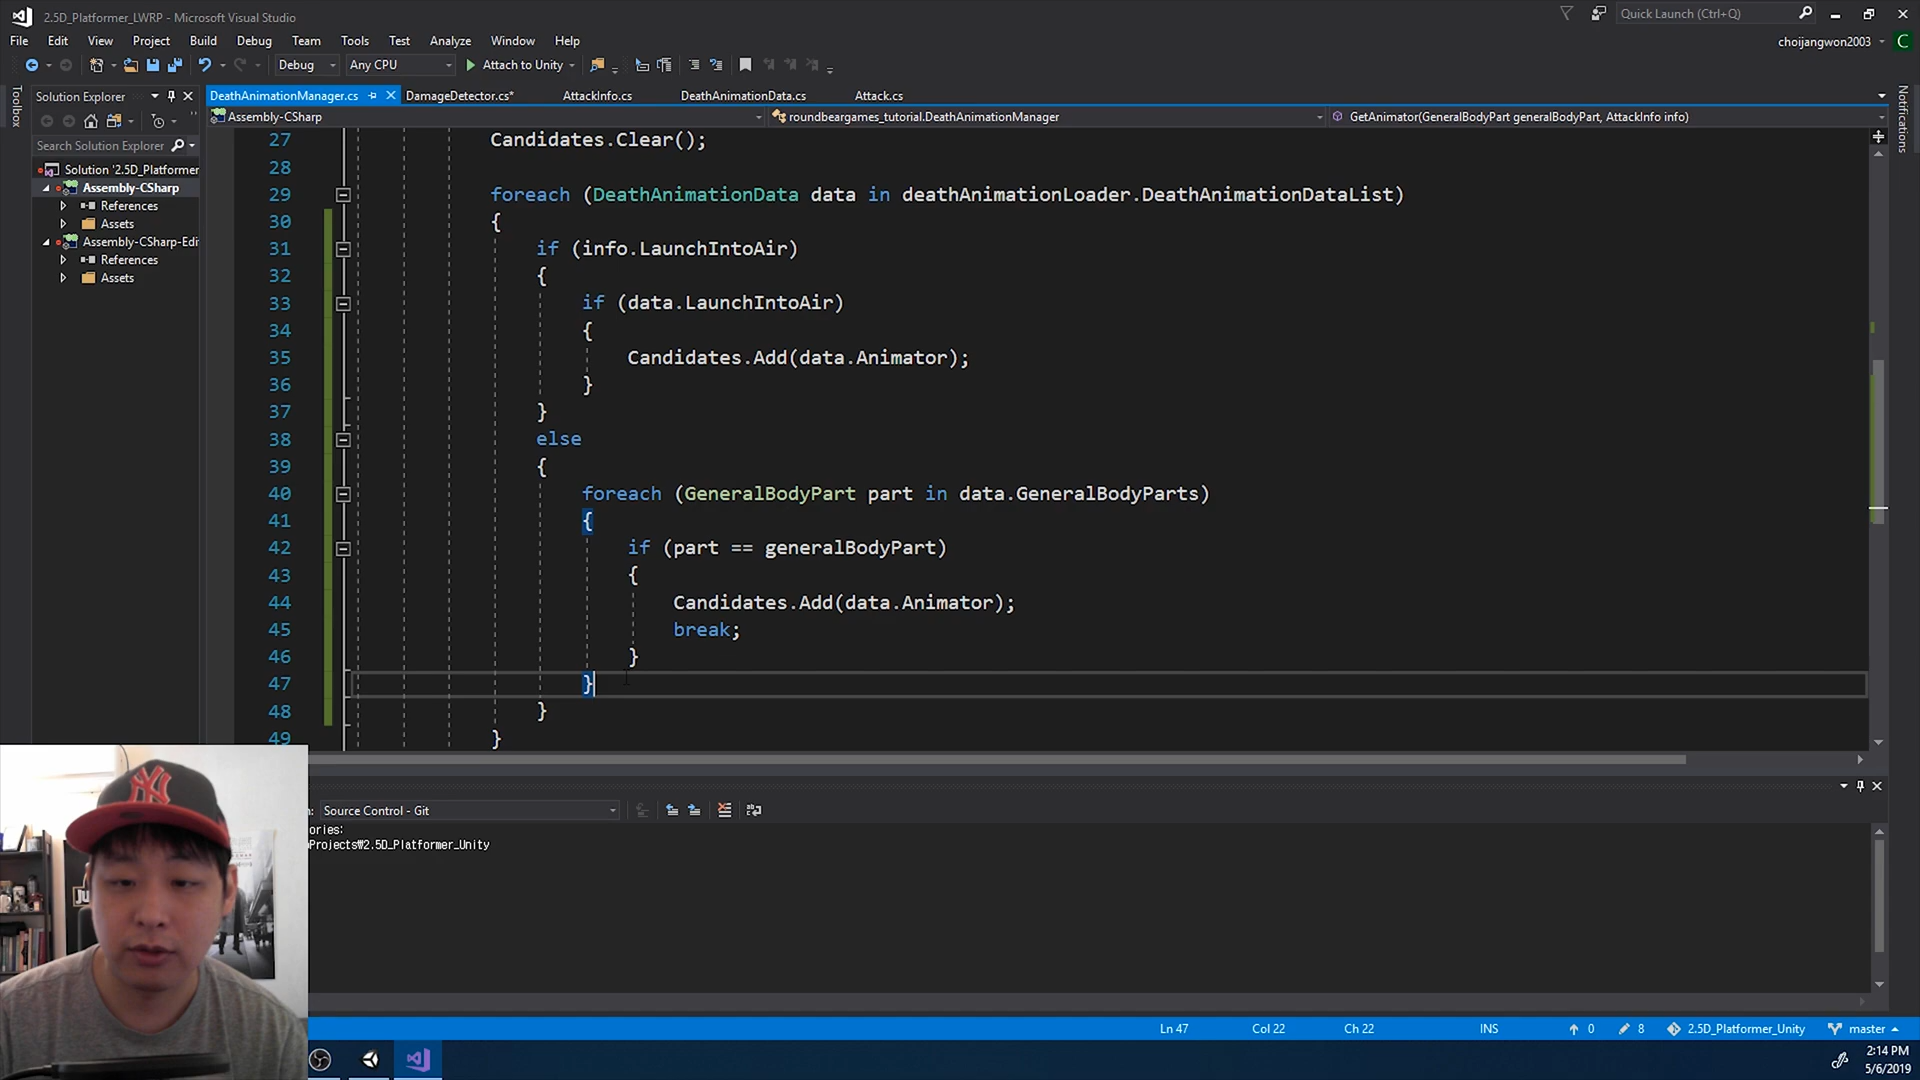 2.5D_Platformer_LWRP - Microsoft Visual Studio
Quick Launch (Ctrl+Q)
File Edit View Project Build Debug Team Tools Test Analyze Window Help
choijangwon2003 C
Debug Any CPU Attach to Unity
Toolbox
Notifications
Solution Explorer
DeathAnimationManager.cs DamageDetector.cs* AttackInfo.cs DeathAnimationData.cs Attack.cs
Assembly-CSharp roundbeargames_tutorial.DeathAnimationManager GetAnimator(GeneralBodyPart generalBodyPart, AttackInfo info)
Search Solution Explorer
Solution '2.5D_Platformer
Assembly-CSharp
References
Assets
Assembly-CSharp-Edi
References
Assets
27 Candidates.Clear();
28
29 foreach (DeathAnimationData data in deathAnimationLoader.DeathAnimationDataList)
30 {
31 if (info.LaunchIntoAir)
32 {
33 if (data.LaunchIntoAir)
34 {
35 Candidates.Add(data.Animator);
36 }
37 }
38 else
39 {
40 foreach (GeneralBodyPart part in data.GeneralBodyParts)
41 {
42 if (part == generalBodyPart)
43 {
44 Candidates.Add(data.Animator);
45 break;
46 }
47 }
48 }
49 }
Source Control - Git
ories:
Projects₩2.5D_Platformer_Unity
Ln 47 Col 22 Ch 22 INS 0 8 2.5D_Platformer_Unity master
2:14 PM
5/6/2019